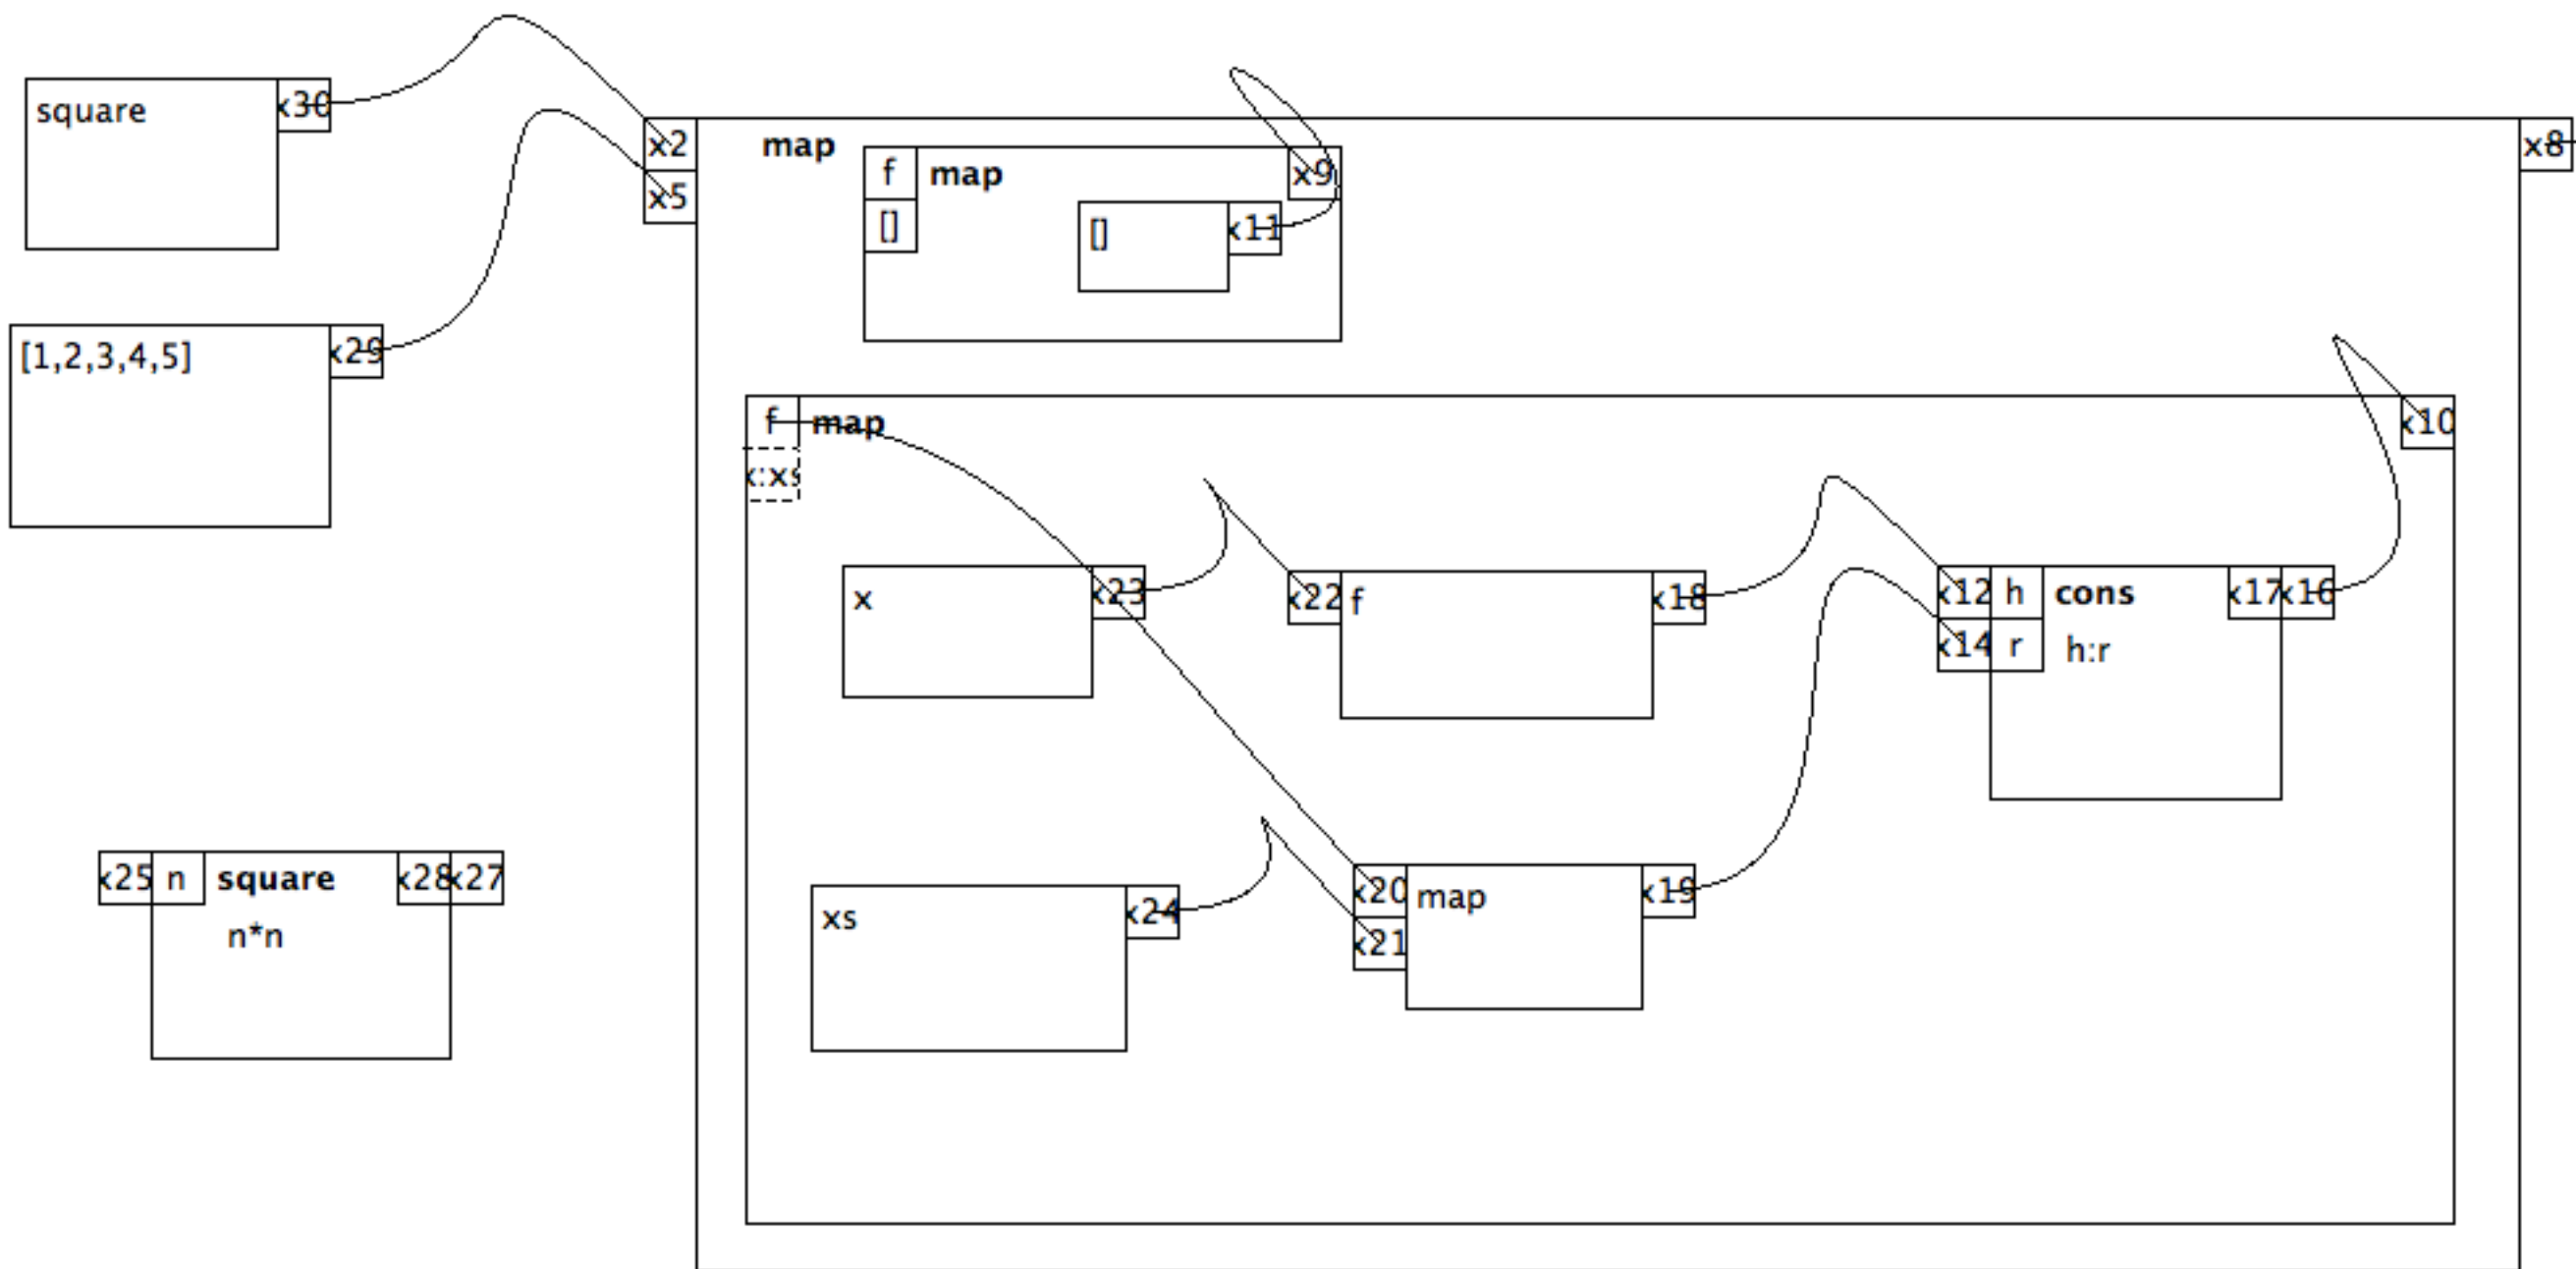 square
x30
x2
x5
map
x8
f
map
x9
[]
[]
x11
[1,2,3,4,5]
x29
f
map
x10
x:xs
x
x23
x22
f
x18
x12
h
cons
x17
x16
x14
r
h:r
xs
x24
x20
map
x19
x21
x25
n
square
x28
x27
n*n